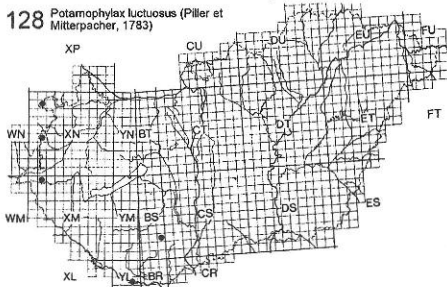 128 Potamophylax luctuosus (Piller et
Mitterpacher, 1783)
XP
CU
DU
EU
FU
WN
XN
YN
BT
C
DT
ET
FT
WM
XM
YM
BS
CS
DS
ES
XL
YL
BR
CR